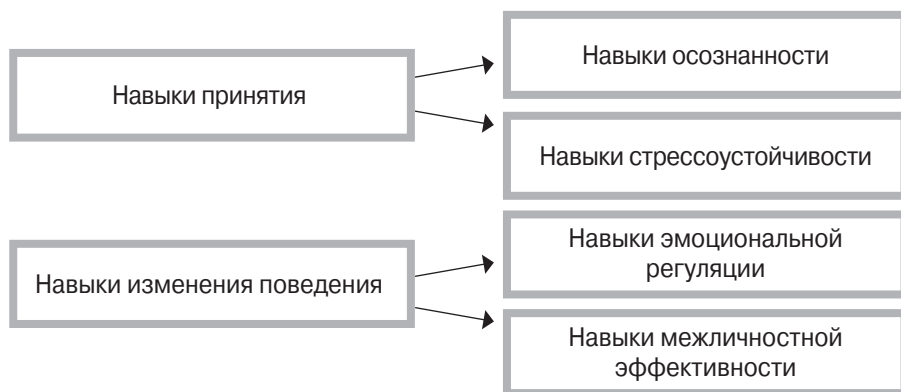 Навыки принятия
Навыки осознанности
Навыки стрессоустойчивости
Навыки изменения поведения
Навыки эмоциональной
регуляции
Навыки межличностной
эффективности